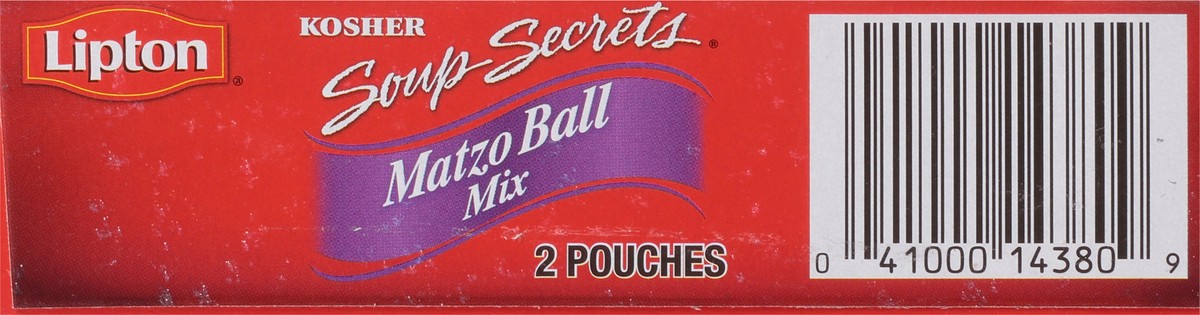 Lipton
®
KOSHER
Soup Secrets®
Matzo Ball
Mix
2 POUCHES
0 41000 14380 9